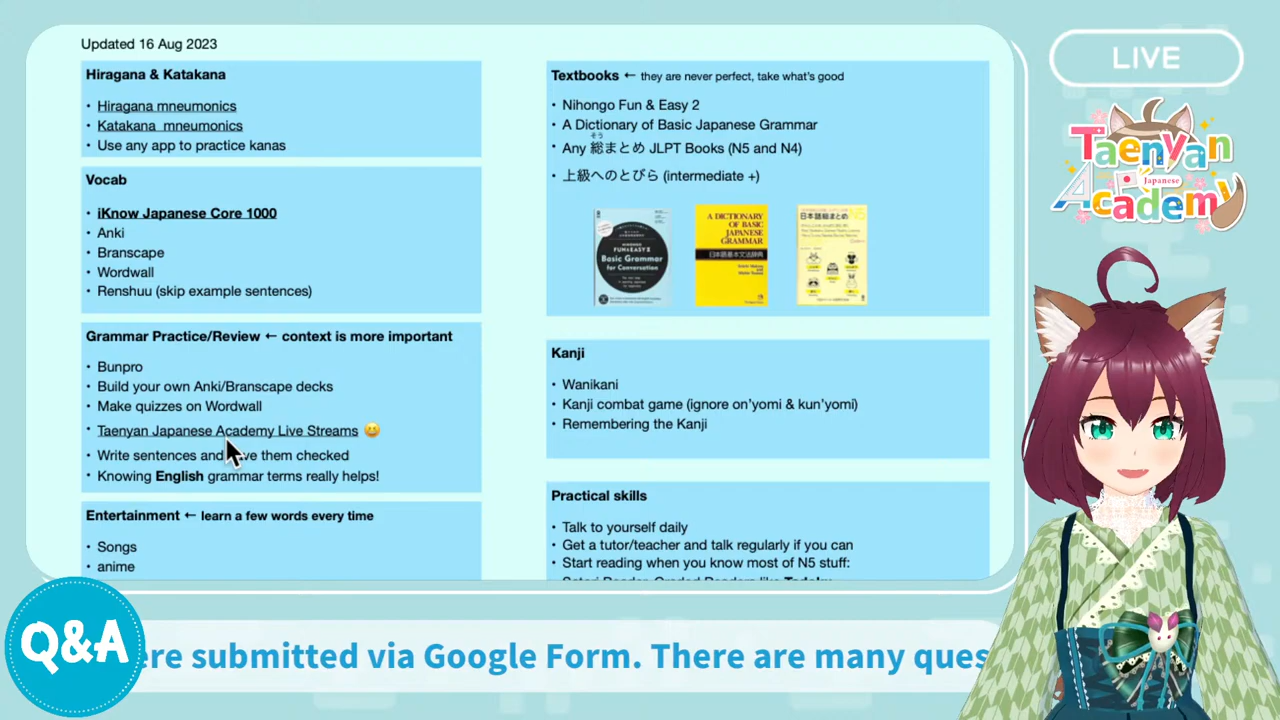 Updated 16 Aug 2023
Hiragana & Katakana
• Hiragana mneumonics
• Katakana mneumonics
• Use any app to practice kanas
Vocab
• iKnow Japanese Core 1000
• Anki
• Branscape
• Wordwall
• Renshuu (skip example sentences)
Grammar Practice/Review ← context is more important
• Bunpro
• Build your own Anki/Branscape decks
• Make quizzes on Wordwall
• Taenyan Japanese Academy Live Streams 😄
• Write sentences and have them checked
• Knowing English grammar terms really helps!
Entertainment ← learn a few words every time
• Songs
• anime
Textbooks ← they are never perfect, take what's good
• Nihongo Fun & Easy 2
• A Dictionary of Basic Japanese Grammar
そう
• Any 総まとめ JLPT Books (N5 and N4)
• 上級へのとびら (intermediate +)
NIHONGO
FUN & EASY 2
Basic Grammar
for Conversation
A DICTIONARY
OF BASIC
JAPANESE
GRAMMAR
日本語基本文法辞典
日本語総まとめ N5
Kanji
• Wanikani
• Kanji combat game (ignore on'yomi & kun'yomi)
• Remembering the Kanji
Practical skills
• Talk to yourself daily
• Get a tutor/teacher and talk regularly if you can
• Start reading when you know most of N5 stuff:
LIVE
Taenyan
Japanese
Academy
Q&A
ere submitted via Google Form. There are many ques